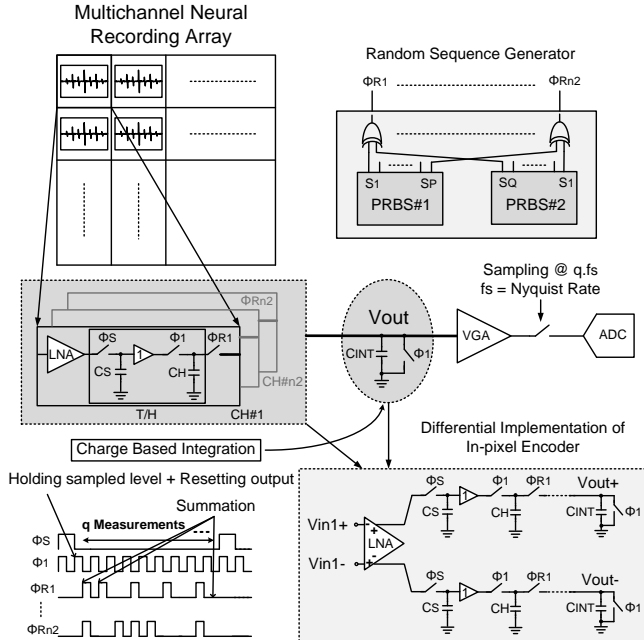 Multichannel Neural
Recording Array
Random Sequence Generator
ΦR1
ΦRn2
S1
SP
SQ
S1
PRBS#1
PRBS#2
Sampling @ q.fs
fs = Nyquist Rate
ΦRn2
Vout
ΦS
Φ1
ΦR1
LNA
1
CS
CH
CINT
Φ1
VGA
ADC
CH#n2
T/H
CH#1
Charge Based Integration
Differential Implementation of
In-pixel Encoder
Holding sampled level + Resetting output
Summation
q Measurements
ΦS
Φ1
ΦR1
ΦRn2
ΦS
Φ1
ΦR1
Vout+
1
CS
CH
CINT
Φ1
Vin1+
- +
LNA
+ -
Vin1-
ΦS
Φ1
ΦR1
Vout-
1
CS
CH
CINT
Φ1